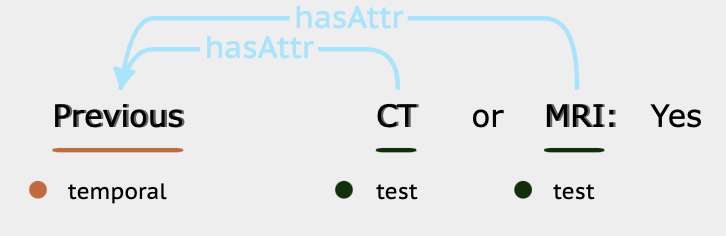 hasAttr
hasAttr
Previous CT or MRI: Yes
temporal test test